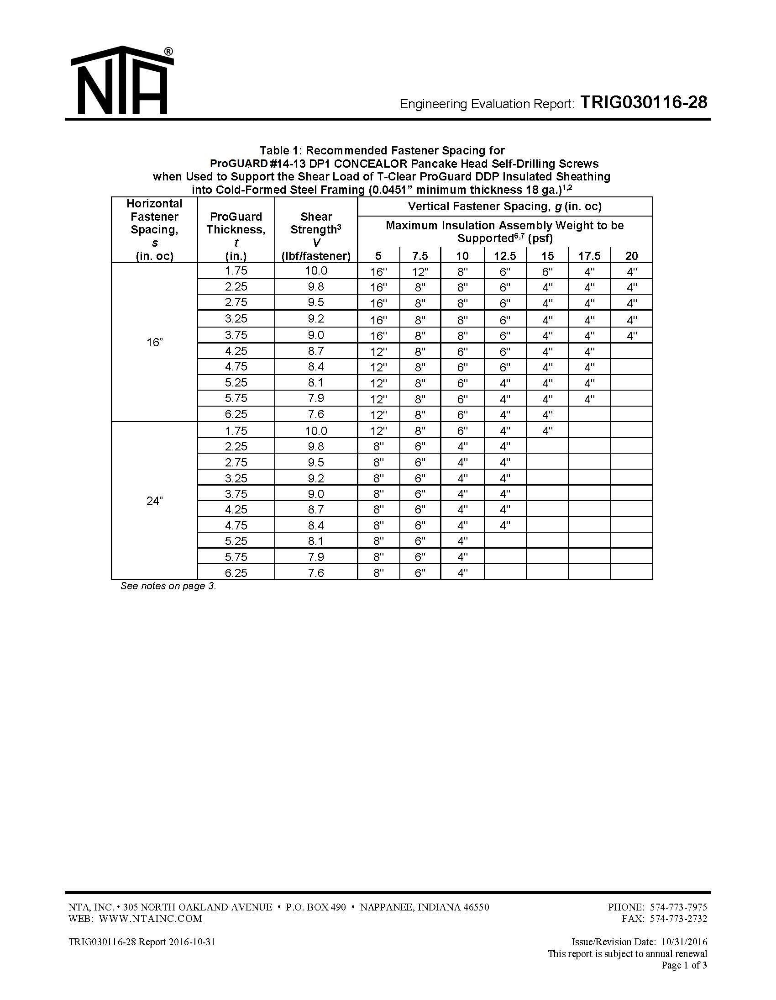 NTA®
Engineering Evaluation Report: TRIG030116-28
Table 1: Recommended Fastener Spacing for
ProGUARD #14-13 DP1 CONCEALOR Pancake Head Self-Drilling Screws
when Used to Support the Shear Load of T-Clear ProGuard DDP Insulated Sheathing
into Cold-Formed Steel Framing (0.0451” minimum thickness 18 ga.)1,2
Horizontal Fastener Spacing, s (in. oc)
ProGuard Thickness, t (in.)
Shear Strength3 V (lbf/fastener)
Vertical Fastener Spacing, g (in. oc)
Maximum Insulation Assembly Weight to be
Supported6,7 (psf)
5 7.5 10 12.5 15 17.5 20
16”
1.75 10.0 16" 12" 8" 6" 6" 4" 4"
2.25 9.8 16" 8" 8" 6" 4" 4" 4"
2.75 9.5 16" 8" 8" 6" 4" 4" 4"
3.25 9.2 16" 8" 8" 6" 4" 4" 4"
3.75 9.0 16" 8" 8" 6" 4" 4" 4"
4.25 8.7 12" 8" 6" 6" 4" 4"
4.75 8.4 12" 8" 6" 6" 4" 4"
5.25 8.1 12" 8" 6" 4" 4" 4"
5.75 7.9 12" 8" 6" 4" 4" 4"
6.25 7.6 12" 8" 6" 4" 4"
24”
1.75 10.0 12" 8" 6" 4" 4"
2.25 9.8 8" 6" 4" 4"
2.75 9.5 8" 6" 4" 4"
3.25 9.2 8" 6" 4" 4"
3.75 9.0 8" 6" 4" 4"
4.25 8.7 8" 6" 4" 4"
4.75 8.4 8" 6" 4" 4"
5.25 8.1 8" 6" 4"
5.75 7.9 8" 6" 4"
6.25 7.6 8" 6" 4"
See notes on page 3.
NTA, INC. • 305 NORTH OAKLAND AVENUE • P.O. BOX 490 • NAPPANEE, INDIANA 46550 PHONE: 574-773-7975
WEB: WWW.NTAINC.COM FAX: 574-773-2732
TRIG030116-28 Report 2016-10-31 Issue/Revision Date: 10/31/2016
This report is subject to annual renewal
Page 1 of 3